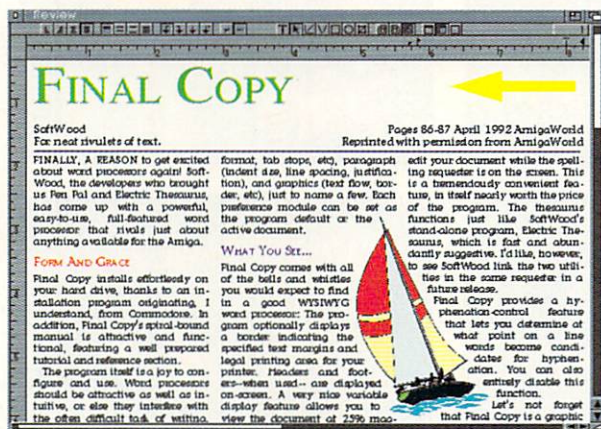 Review
FINAL COPY
SoftWood
For neat rivulets of text.
Pages 86-87 April 1992 AmigaWorld
Reprinted with permission from AmigaWorld
FINALLY, A REASON to get excited
about word processors again! Soft-
Wood, the developers who brought
us Pen Pal and Electric Thesaurus,
has come up with a powerful,
easy-to-use, full-featured word
processor that rivals just about
anything available for the Amiga.
FORM AND GRACE
Final Copy installs effortlessly on
your hard drive, thanks to an in-
stallation program originating, I
understand, from Commodore. In
addition, Final Copy's spiral-bound
manual is attractive and func-
tional, featuring a well prepared
tutorial and reference section.
The program itself is a joy to con-
figure and use. Word processors
should be attractive as well as in-
tuitive, or else they interfere with
the often difficult task of writing.
format, tab stops, etc), paragraph
(indent size, line spacing, justifica-
tion), and graphics (text flow, bor-
der, etc), just to name a few. Each
preference module can be set as
the program default or the
active document.
WHAT YOU SEE...
Final Copy comes with all
of the bells and whistles
you would expect to find
in a good WYSIWYG
word processor: The pro-
gram optionally displays
a border indicating the
specified text margins and
legal printing area for your
printer. Headers and foot-
ers--when used-- are displayed
on-screen. A very nice variable
display feature allows you to
view the document at 25% mag-
edit your document while the spell-
ing requester is on the screen. This
is a tremendously convenient fea-
ture, in itself nearly worth the price
of the program. The thesaurus
functions just like SoftWood's
stand-alone program, Electric The-
saurus, which is fast and abun-
dantly suggestive. I'd like, however,
to see SoftWood link the two utili-
ties in the same requester in a
future release.
Final Copy provides a hy-
phenation-control feature
that lets you determine at
what point on a line
words become candi-
dates for hyphen-
ation. You can also
entirely disable this
function.
Let's not forget
that Final Copy is a graphic